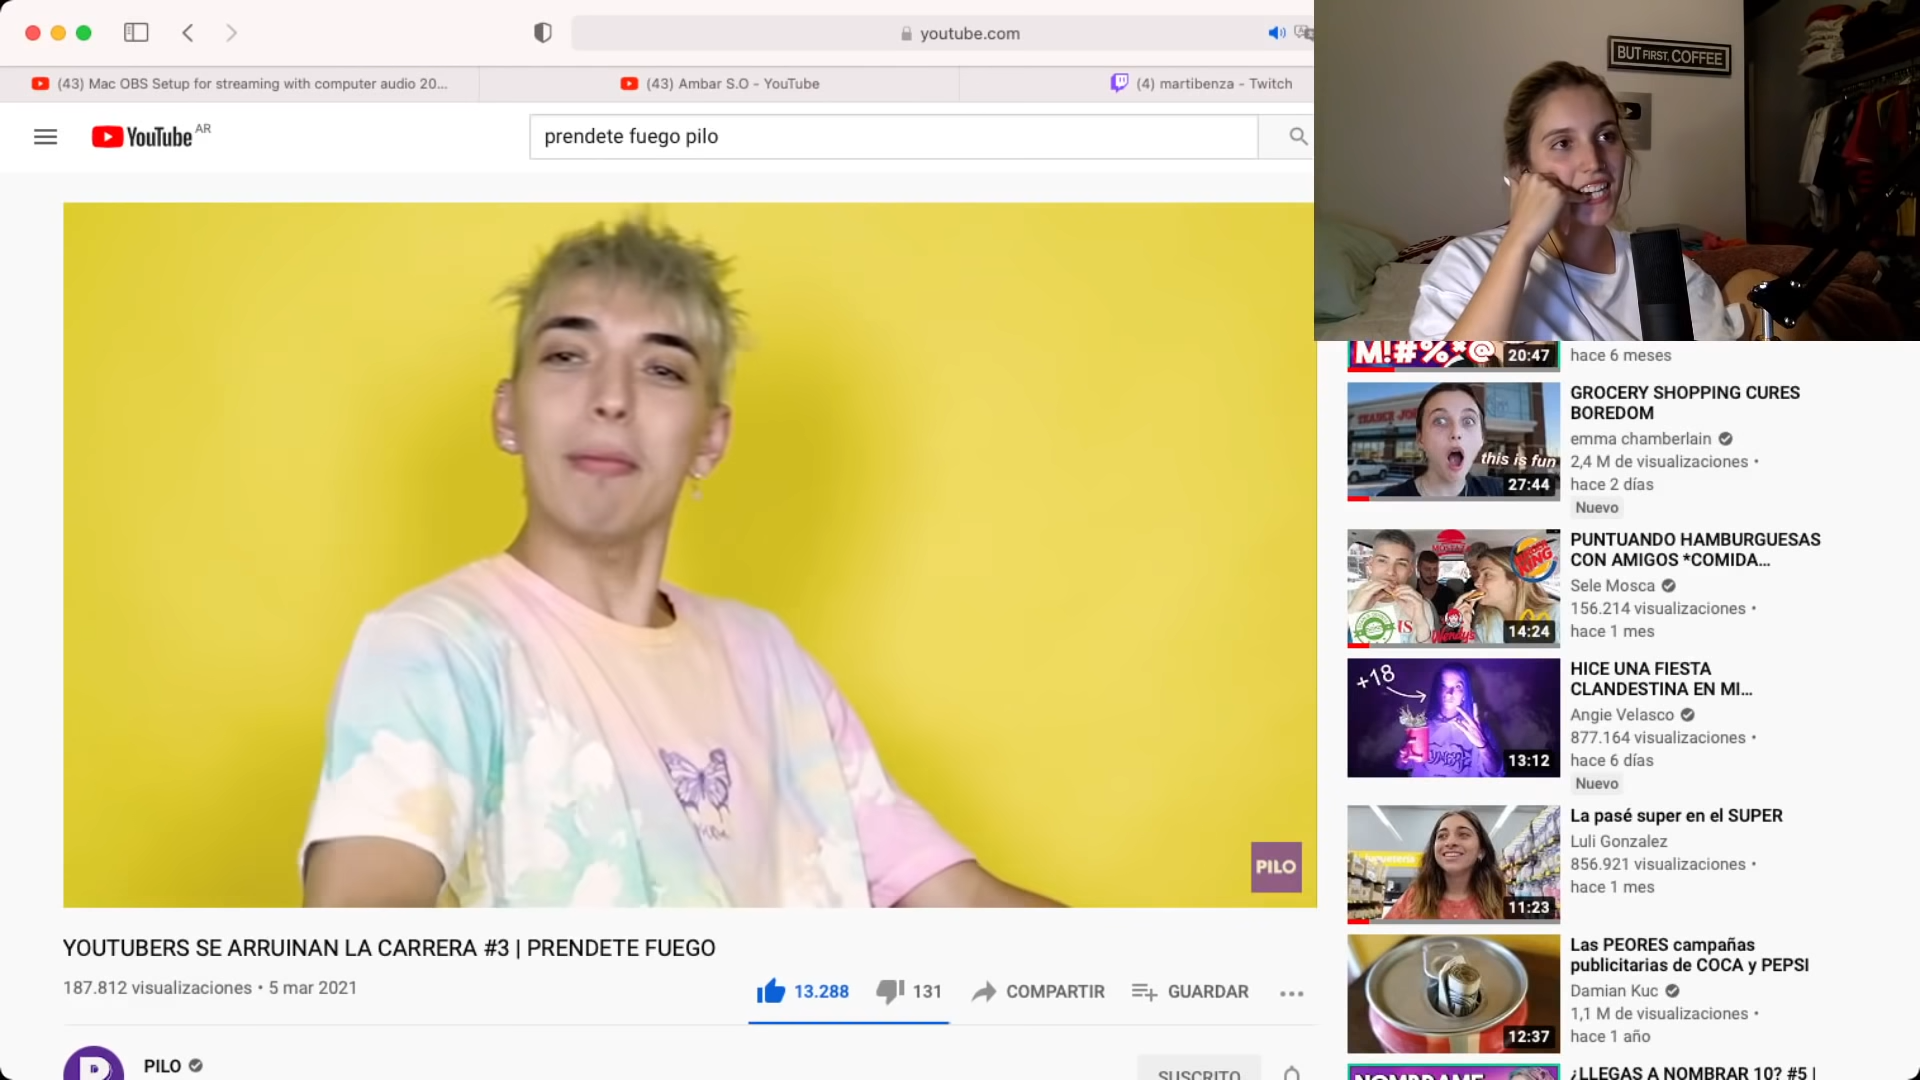 youtube.com
(43) Mac OBS Setup for streaming with computer audio 20...
(43) Ambar S.O - YouTube
(4) martibenza - Twitch
YouTube AR
prendete fuego pilo
BUT FIRST, COFFEE
PILO
YOUTUBERS SE ARRUINAN LA CARRERA #3 | PRENDETE FUEGO
187.812 visualizaciones • 5 mar 2021
13.288
131
COMPARTIR
GUARDAR
PILO
SUSCRITO
M!#%*@
20:47
hace 6 meses
TRADER JOE
this is fun
27:44
GROCERY SHOPPING CURES
BOREDOM
emma chamberlain
2,4 M de visualizaciones •
hace 2 días
Nuevo
MOSTAZA
BURGER KING
Wendy's
14:24
PUNTUANDO HAMBURGUESAS
CON AMIGOS *COMIDA...
Sele Mosca
156.214 visualizaciones •
hace 1 mes
+18
13:12
HICE UNA FIESTA
CLANDESTINA EN MI...
Angie Velasco
877.164 visualizaciones •
hace 6 días
Nuevo
11:23
La pasé super en el SUPER
Luli Gonzalez
856.921 visualizaciones •
hace 1 mes
12:37
Las PEORES campañas
publicitarias de COCA y PEPSI
Damian Kuc
1,1 M de visualizaciones •
hace 1 año
NOMBRAME
¿LLEGAS A NOMBRAR 10? #5 |